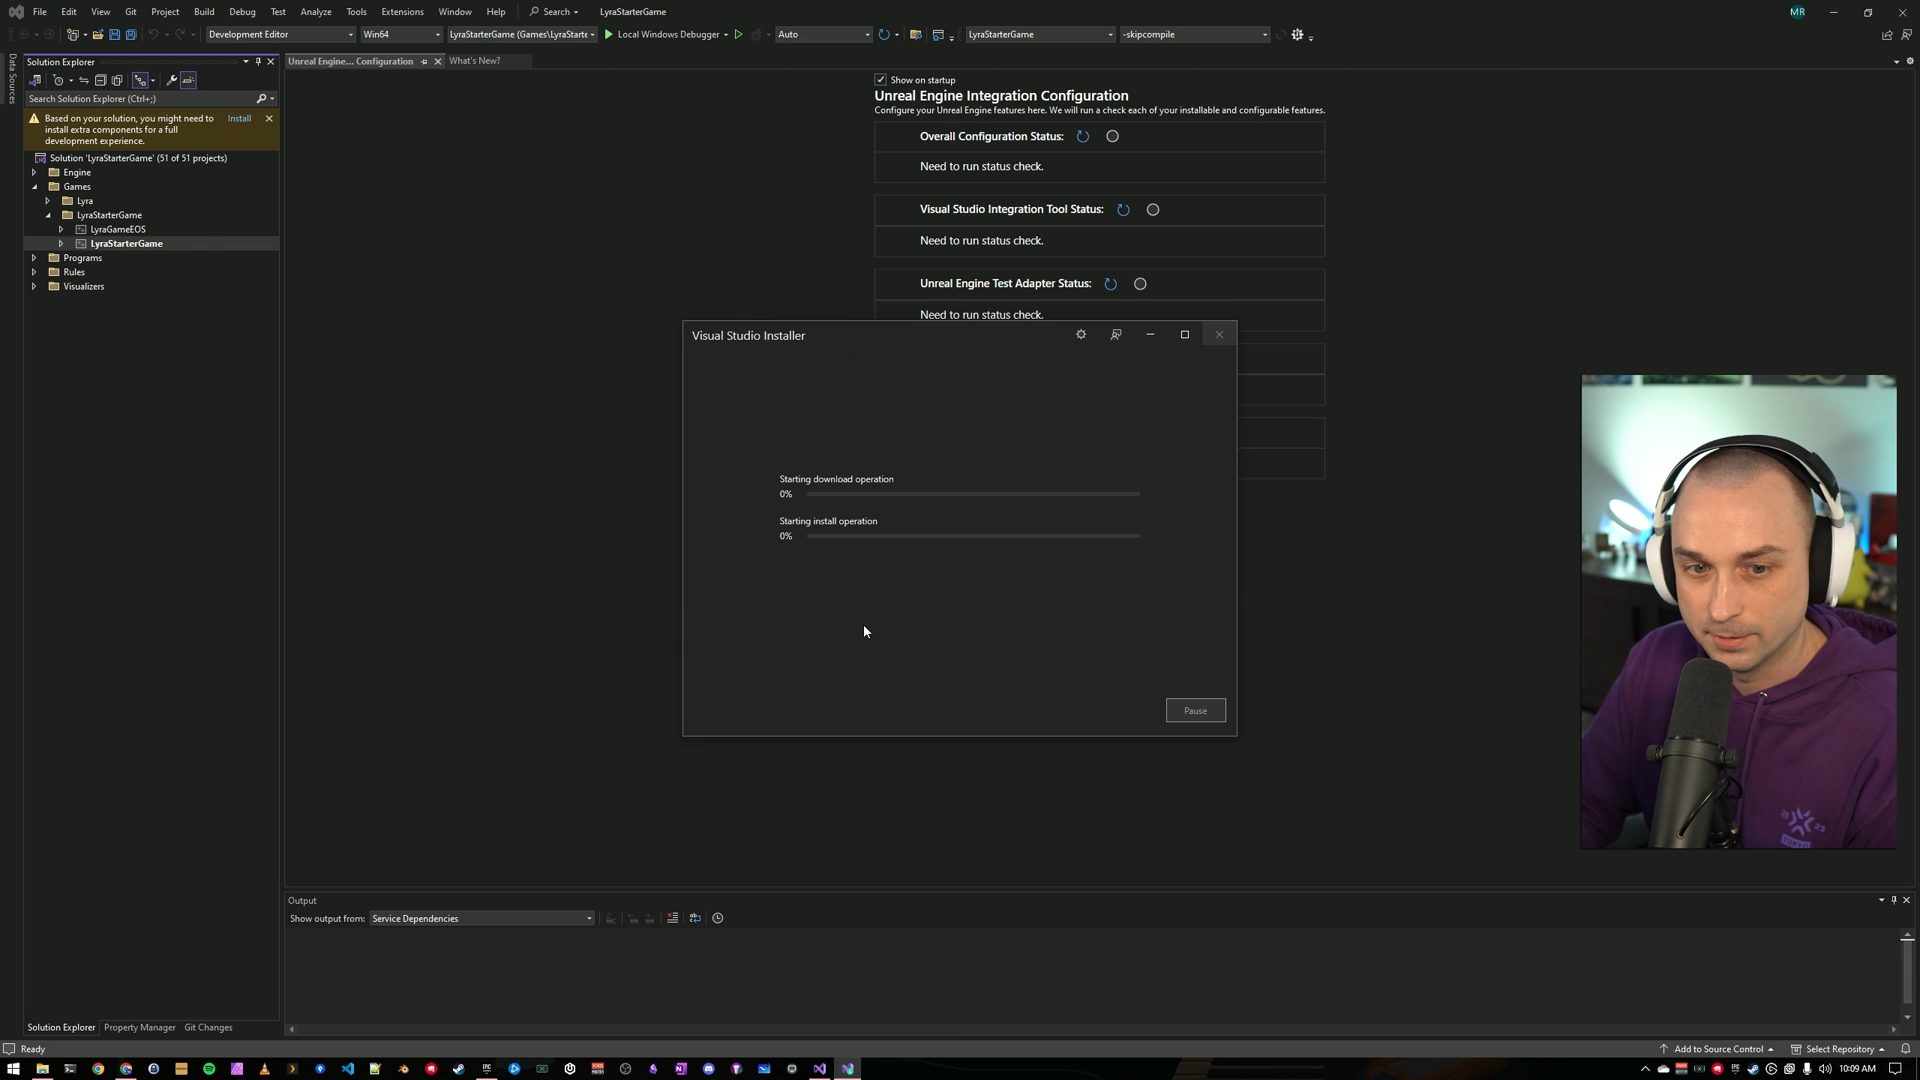 File Edit View Git Project Build Debug Test Analyze Tools Extensions Window Help Search LyraStarterGame MR
Development Editor Win64 LyraStarterGame (Games\LyraStarte Local Windows Debugger Auto LyraStarterGame -skipcompile
Data Sources
Solution Explorer
Unreal Engine... Configuration What's New?
Search Solution Explorer (Ctrl+;)
Based on your solution, you might need to install extra components for a full development experience. Install
Solution 'LyraStarterGame' (51 of 51 projects)
Engine
Games
Lyra
LyraStarterGame
LyraGameEOS
LyraStarterGame
Programs
Rules
Visualizers
Show on startup
Unreal Engine Integration Configuration
Configure your Unreal Engine features here. We will run a check each of your installable and configurable features.
Overall Configuration Status:
Need to run status check.
Visual Studio Integration Tool Status:
Need to run status check.
Unreal Engine Test Adapter Status:
Need to run status check.
Visual Studio Installer
Starting download operation
0%
Starting install operation
0%
Pause
TOKYO
Output
Show output from: Service Dependencies
Solution Explorer Property Manager Git Changes
Ready
Add to Source Control Select Repository
10:09 AM